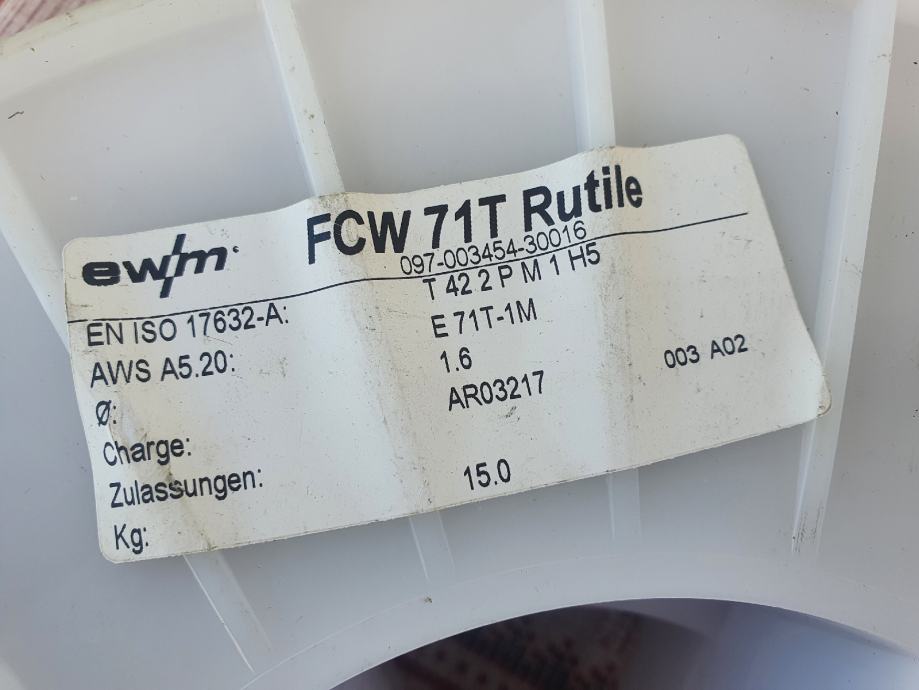 ewm FCW 71T Rutile
097-003454-30016
EN ISO 17632-A: T 42 2 P M 1 H5
AWS A5.20: E 71T-1M
Ø: 1.6
Charge: AR03217 003 A02
Zulassungen:
Kg: 15.0